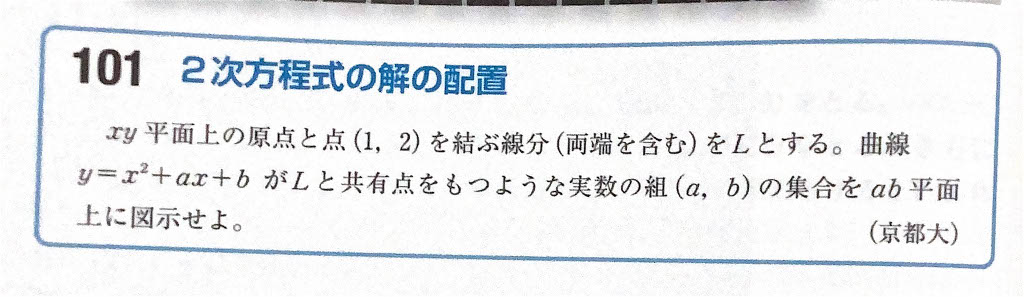 101 2次方程式の解の配置
xy 平面上の原点と点 (1, 2) を結ぶ線分 (両端を含む) を L とする。曲線
y=x²+ax+b が L と共有点をもつような実数の組 (a, b) の集合を ab 平面
上に図示せよ。 (京都大)